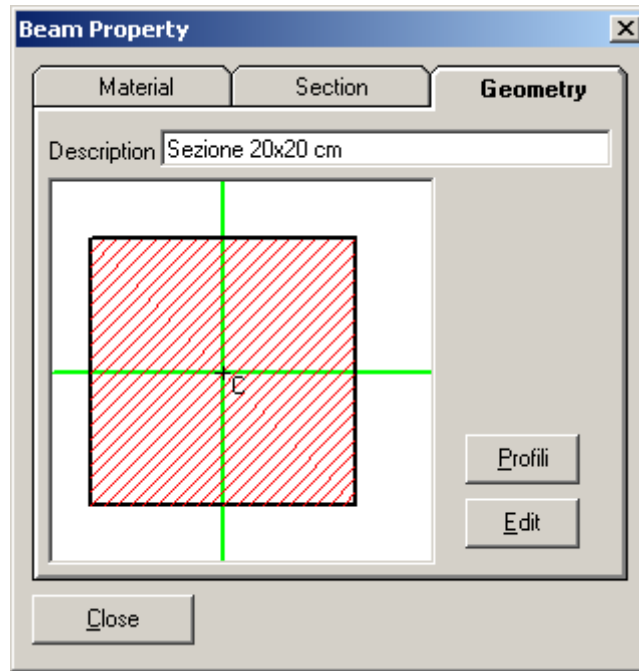 Beam Property
Material Section Geometry
Description Sezione 20x20 cm
C
Profili
Edit
Close